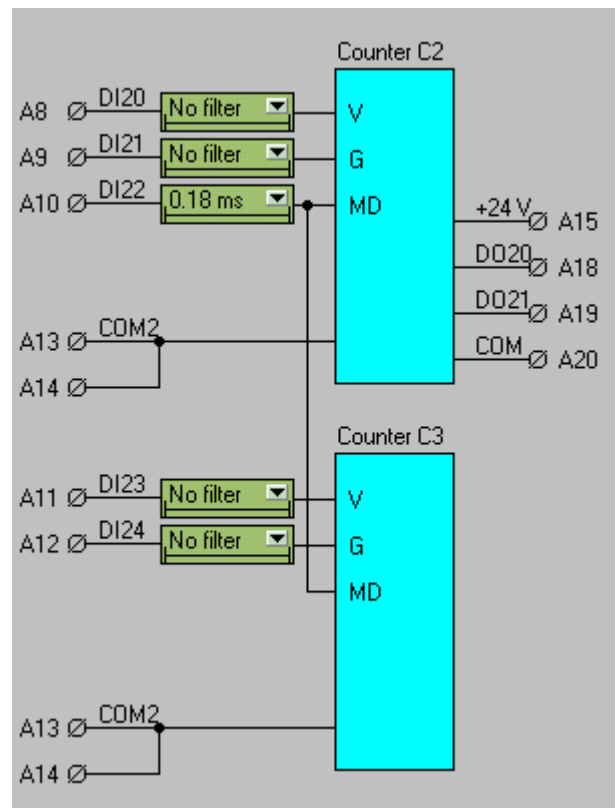 Counter C2
A8 DI20 No filter V
A9 DI21 No filter G
A10 DI22 0.18 ms MD
+24 V A15
DO20 A18
DO21 A19
A13 COM2
COM A20
A14
Counter C3
A11 DI23 No filter V
A12 DI24 No filter G
MD
A13 COM2
A14